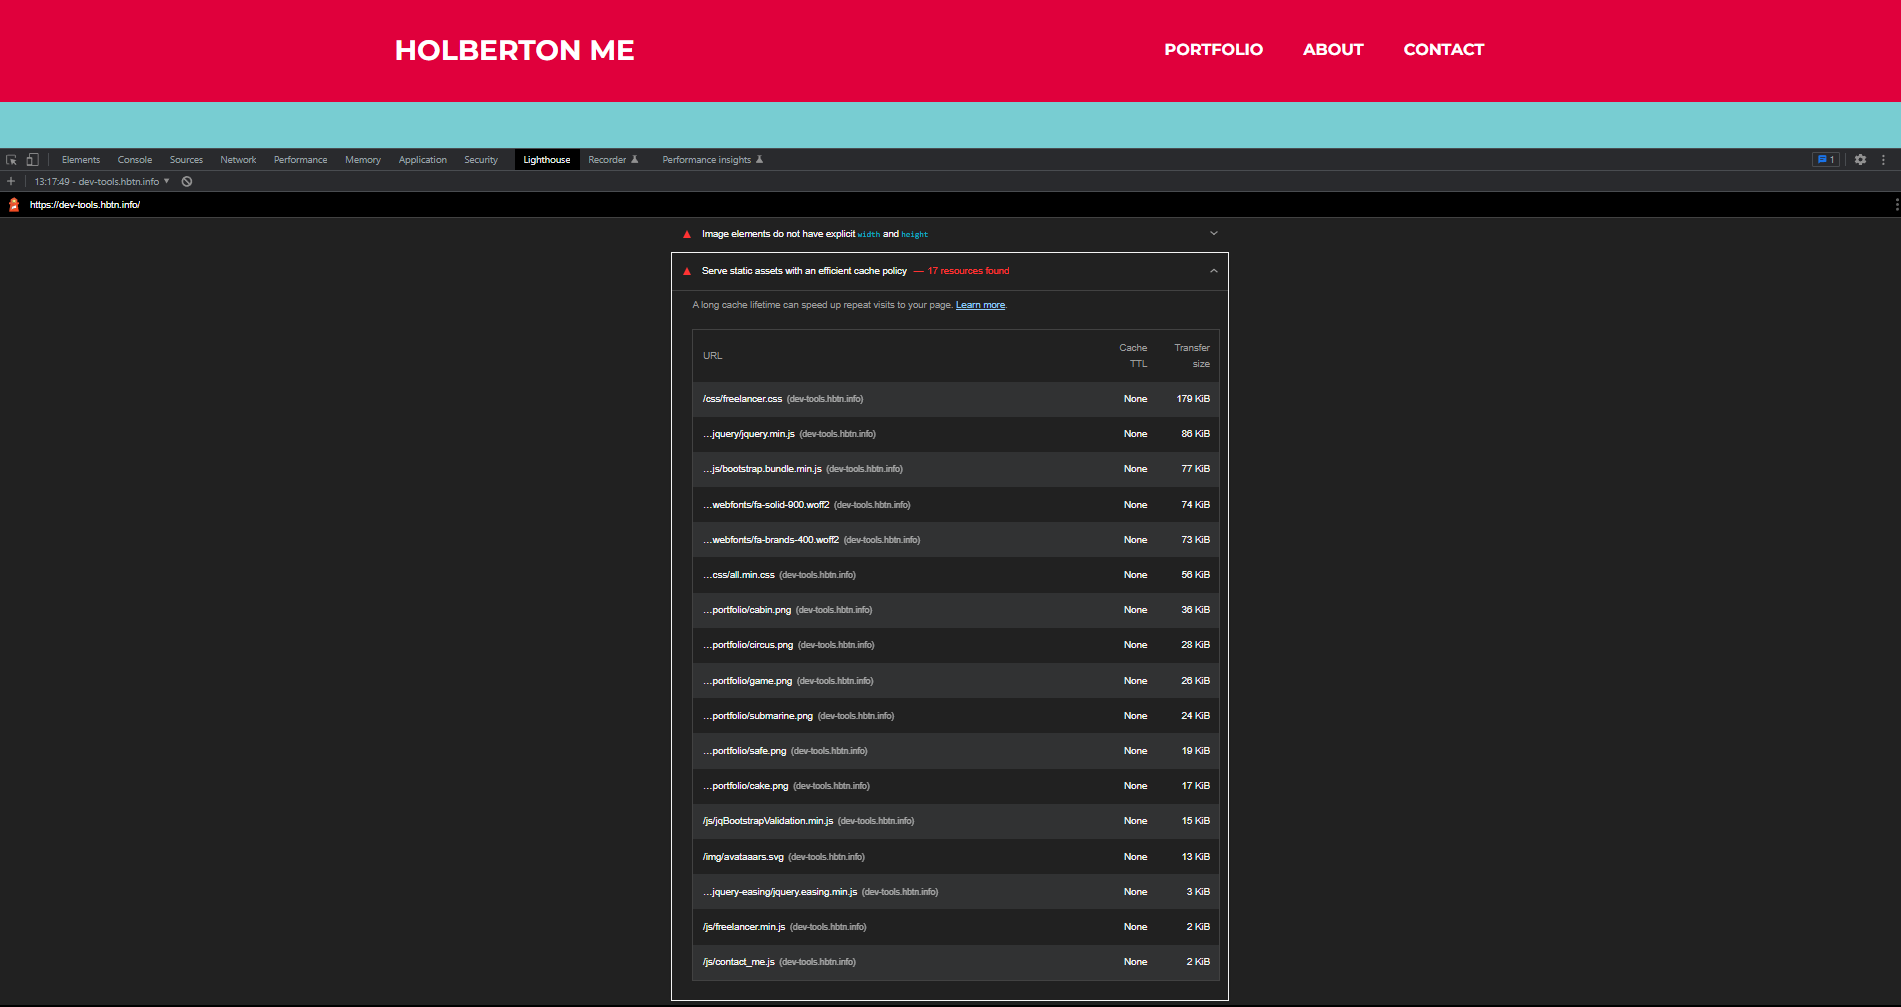 HOLBERTON ME PORTFOLIO ABOUT CONTACT
Elements Console Sources Network Performance Memory Application Security Lighthouse Recorder Performance insights 1
13:17:49 - dev-tools.hbtn.info
https://dev-tools.hbtn.info/
Image elements do not have explicit width and height
Serve static assets with an efficient cache policy — 17 resources found
A long cache lifetime can speed up repeat visits to your page. Learn more.
URL Cache TTL Transfer size
/css/freelancer.css (dev-tools.hbtn.info) None 179 KiB
…jquery/jquery.min.js (dev-tools.hbtn.info) None 86 KiB
…js/bootstrap.bundle.min.js (dev-tools.hbtn.info) None 77 KiB
…webfonts/fa-solid-900.woff2 (dev-tools.hbtn.info) None 74 KiB
…webfonts/fa-brands-400.woff2 (dev-tools.hbtn.info) None 73 KiB
…css/all.min.css (dev-tools.hbtn.info) None 56 KiB
…portfolio/cabin.png (dev-tools.hbtn.info) None 36 KiB
…portfolio/circus.png (dev-tools.hbtn.info) None 28 KiB
…portfolio/game.png (dev-tools.hbtn.info) None 26 KiB
…portfolio/submarine.png (dev-tools.hbtn.info) None 24 KiB
…portfolio/safe.png (dev-tools.hbtn.info) None 19 KiB
…portfolio/cake.png (dev-tools.hbtn.info) None 17 KiB
/js/jqBootstrapValidation.min.js (dev-tools.hbtn.info) None 15 KiB
/img/avataaars.svg (dev-tools.hbtn.info) None 13 KiB
…jquery-easing/jquery.easing.min.js (dev-tools.hbtn.info) None 3 KiB
/js/freelancer.min.js (dev-tools.hbtn.info) None 2 KiB
/js/contact_me.js (dev-tools.hbtn.info) None 2 KiB